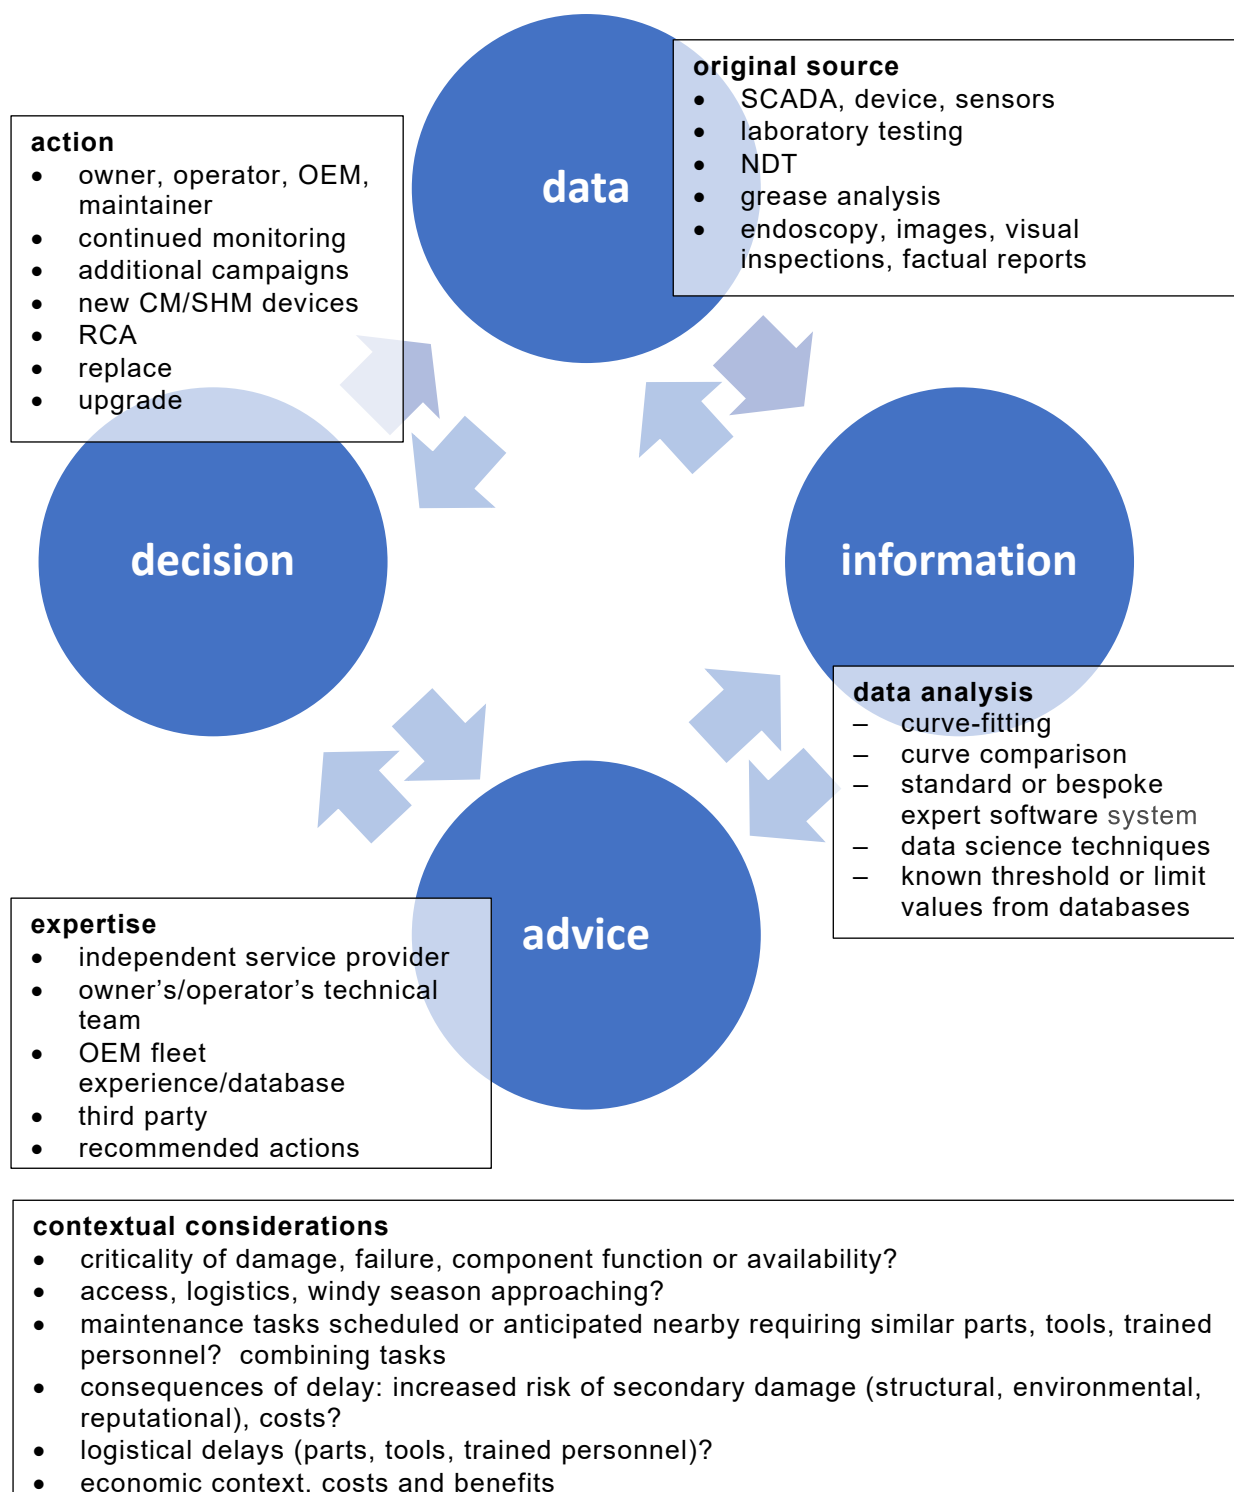 data
original source
• SCADA, device, sensors
• laboratory testing
• NDT
• grease analysis
• endoscopy, images, visual
inspections, factual reports
action
• owner, operator, OEM,
maintainer
• continued monitoring
• additional campaigns
• new CM/SHM devices
• RCA
• replace
• upgrade
decision
information
data analysis
– curve-fitting
– curve comparison
– standard or bespoke
expert software system
– data science techniques
– known threshold or limit
values from databases
advice
expertise
• independent service provider
• owner’s/operator’s technical
team
• OEM fleet
experience/database
• third party
• recommended actions
contextual considerations
• criticality of damage, failure, component function or availability?
• access, logistics, windy season approaching?
• maintenance tasks scheduled or anticipated nearby requiring similar parts, tools, trained
personnel?  combining tasks
• consequences of delay: increased risk of secondary damage (structural, environmental,
reputational), costs?
• logistical delays (parts, tools, trained personnel)?
• economic context, costs and benefits